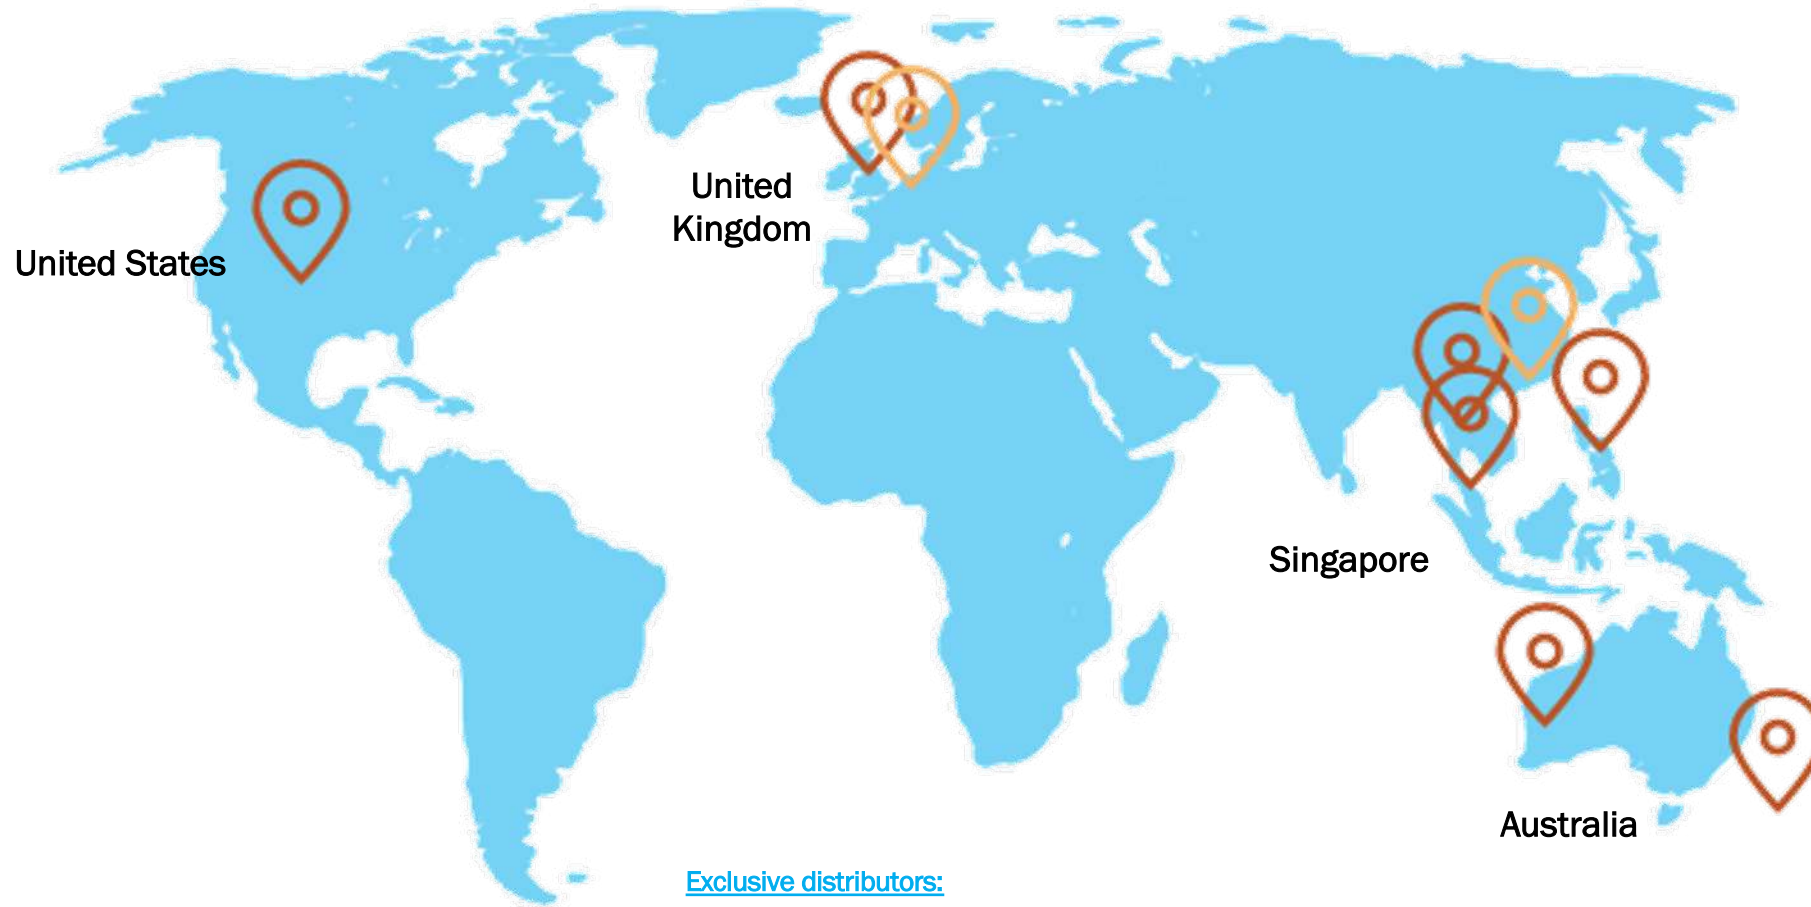 United
Kingdom
United States
Singapore
Australia
Exclusive distributors: